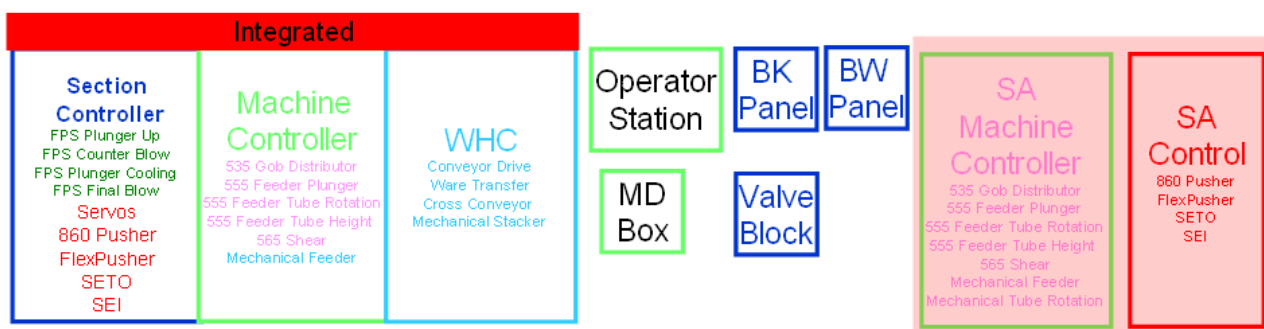 Integrated
Section
Controller
FPS Plunger Up
FPS Counter Blow
FPS Plunger Cooling
FPS Final Blow
Servos
860 Pusher
FlexPusher
SETO
SEI
Machine
Controller
535 Gob Distributor
555 Feeder Plunger
555 Feeder Tube Rotation
555 Feeder Tube Height
565 Shear
Mechanical Feeder
WHC
Conveyor Drive
Ware Transfer
Cross Conveyor
Mechanical Stacker
Operator
Station
MD
Box
BK
Panel
BW
Panel
Valve
Block
SA
Machine
Controller
535 Gob Distributor
555 Feeder Plunger
555 Feeder Tube Rotation
555 Feeder Tube Height
565 Shear
Mechanical Feeder
Mechanical Tube Rotation
SA
Control
860 Pusher
FlexPusher
SETO
SEI